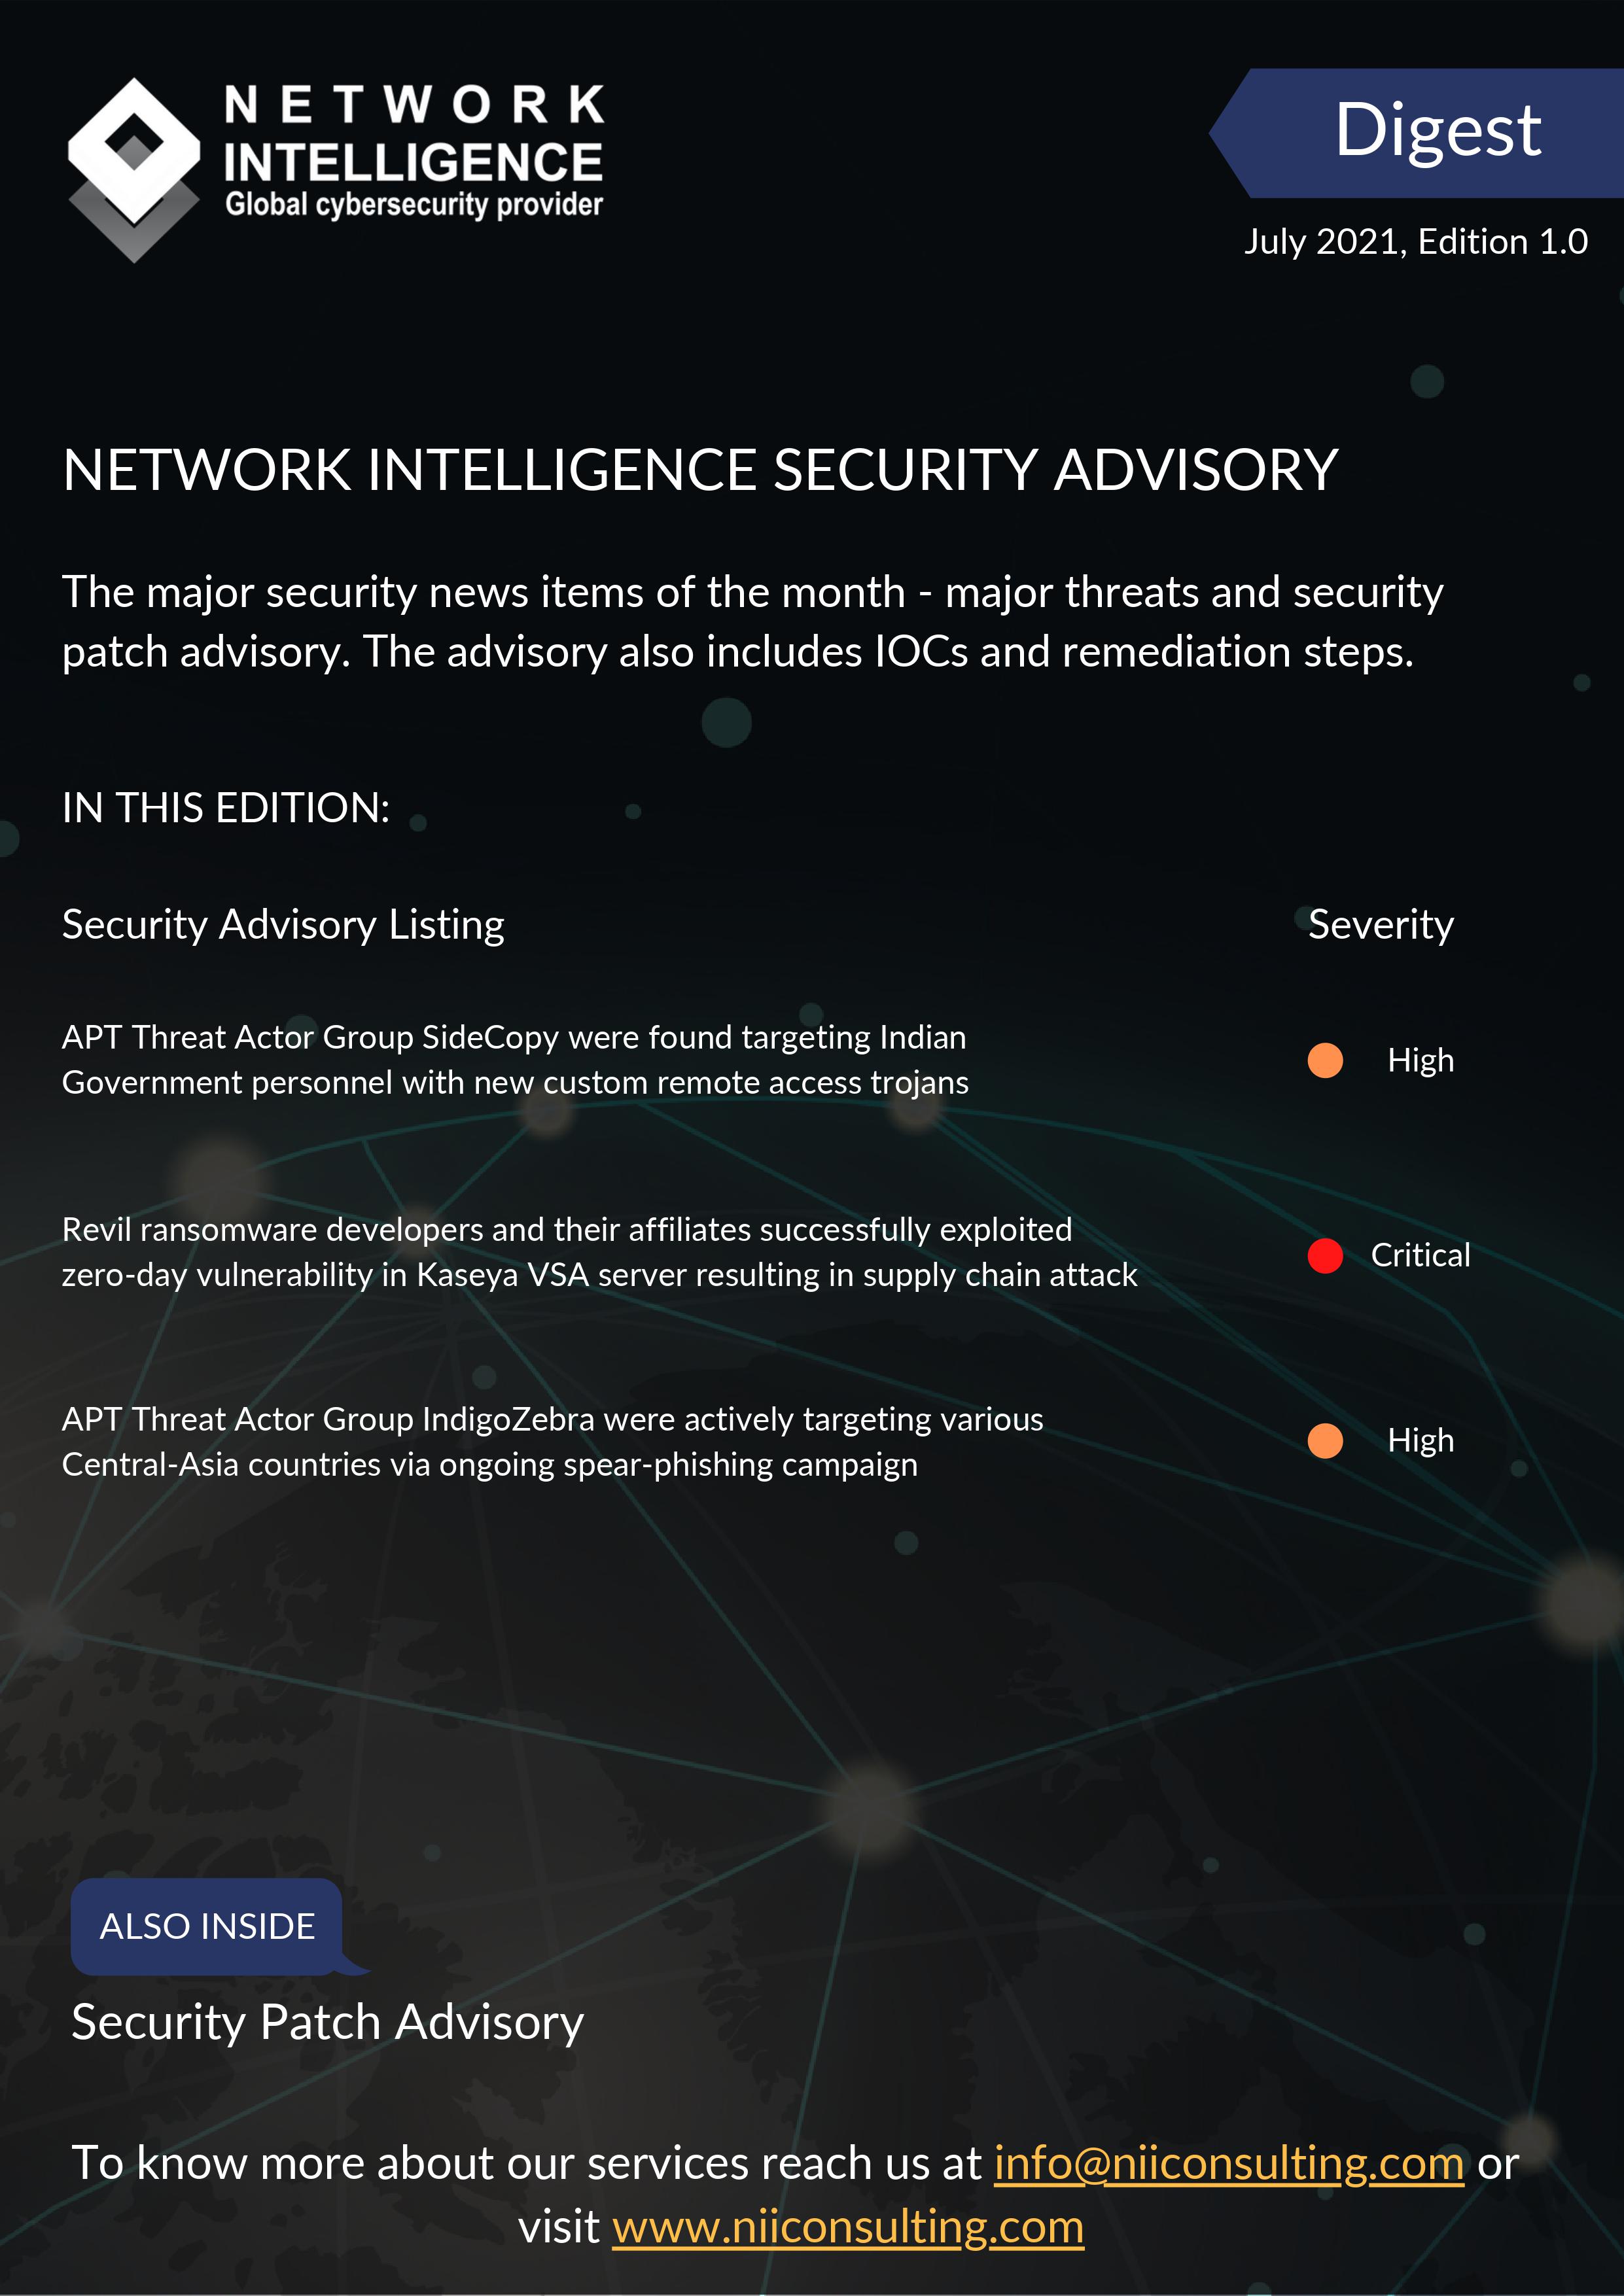 NETWORK
INTELLIGENCE
Global cybersecurity provider
Digest
July 2021, Edition 1.0
NETWORK INTELLIGENCE SECURITY ADVISORY
The major security news items of the month - major threats and security
patch advisory. The advisory also includes IOCs and remediation steps.
IN THIS EDITION:
Security Advisory Listing
Severity
APT Threat Actor Group SideCopy were found targeting Indian
Government personnel with new custom remote access trojans
High
Revil ransomware developers and their affiliates successfully exploited
zero-day vulnerability in Kaseya VSA server resulting in supply chain attack
Critical
APT Threat Actor Group IndigoZebra were actively targeting various
Central-Asia countries via ongoing spear-phishing campaign
High
ALSO INSIDE
Security Patch Advisory
To know more about our services reach us at info@niiconsulting.com or
visit www.niiconsulting.com